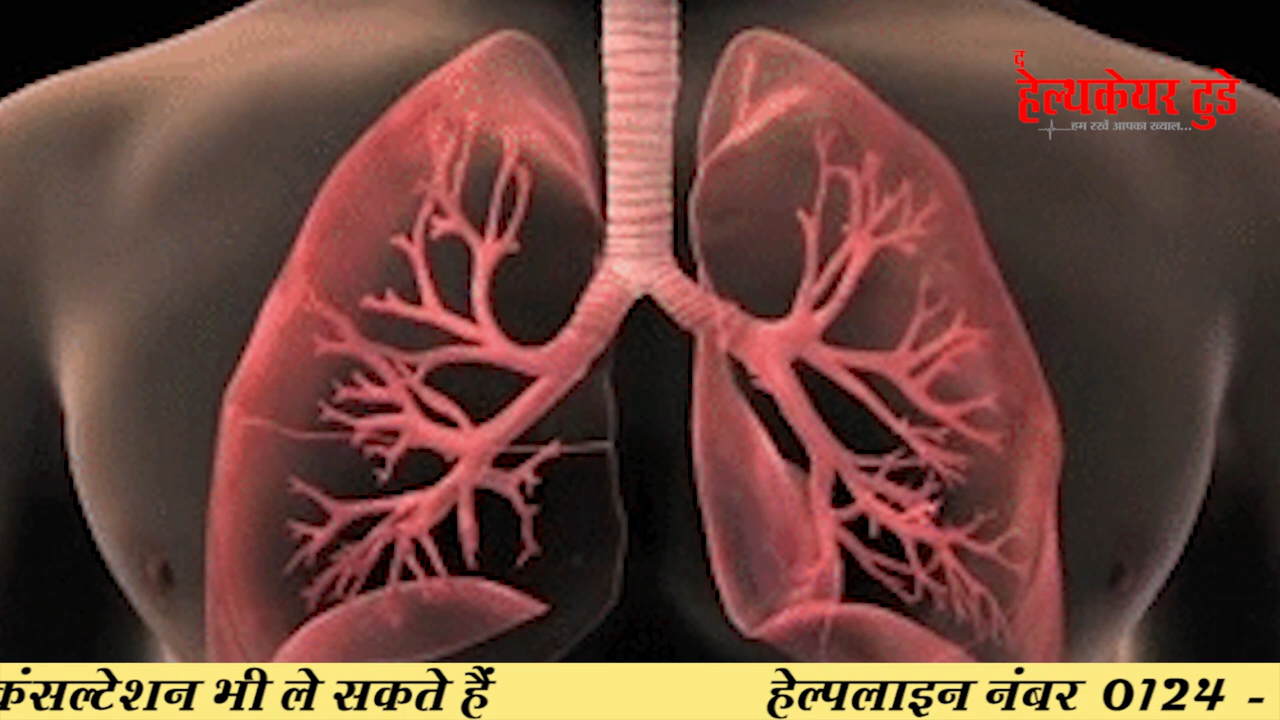 द
हेल्थकेयर टुडे
हम रखें आपका ख्याल...
कंसल्टेशन भी ले सकते हैं हेल्पलाइन नंबर 0124 -